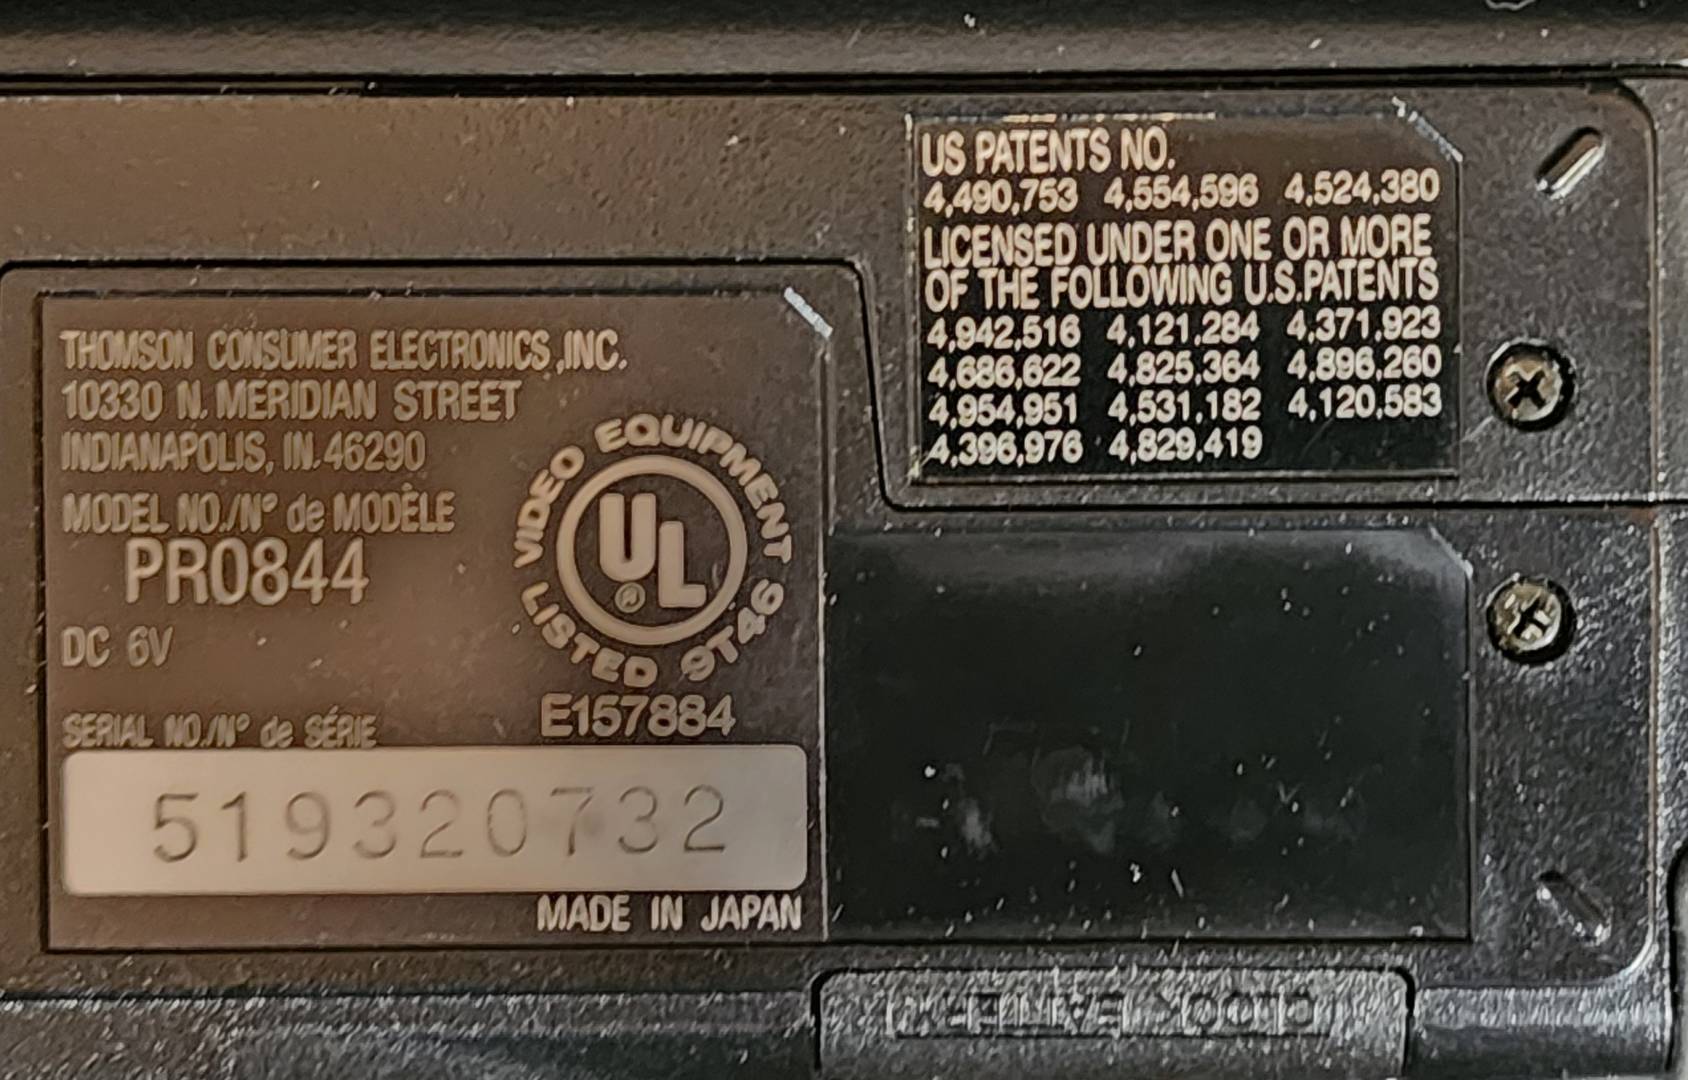 THOMSON CONSUMER ELECTRONICS,INC.
10330 N. MERIDIAN STREET
INDIANAPOLIS, IN. 46290
MODEL NO./N° de MODÈLE
PRO844
DC 6V
VIDEO EQUIPMENT
UL®
LISTED 9T46
E157884
SERIAL NO./N° de SÉRIE
519320732
MADE IN JAPAN
US PATENTS NO.
4,490,753 4,554,596 4,524,380
LICENSED UNDER ONE OR MORE
OF THE FOLLOWING U.S.PATENTS
4,942,516 4,121,284 4,371,923
4,686,622 4,825,364 4,896,260
4,954,951 4,531,182 4,120,583
4,396,976 4,829,419
CLOCK BATTERY